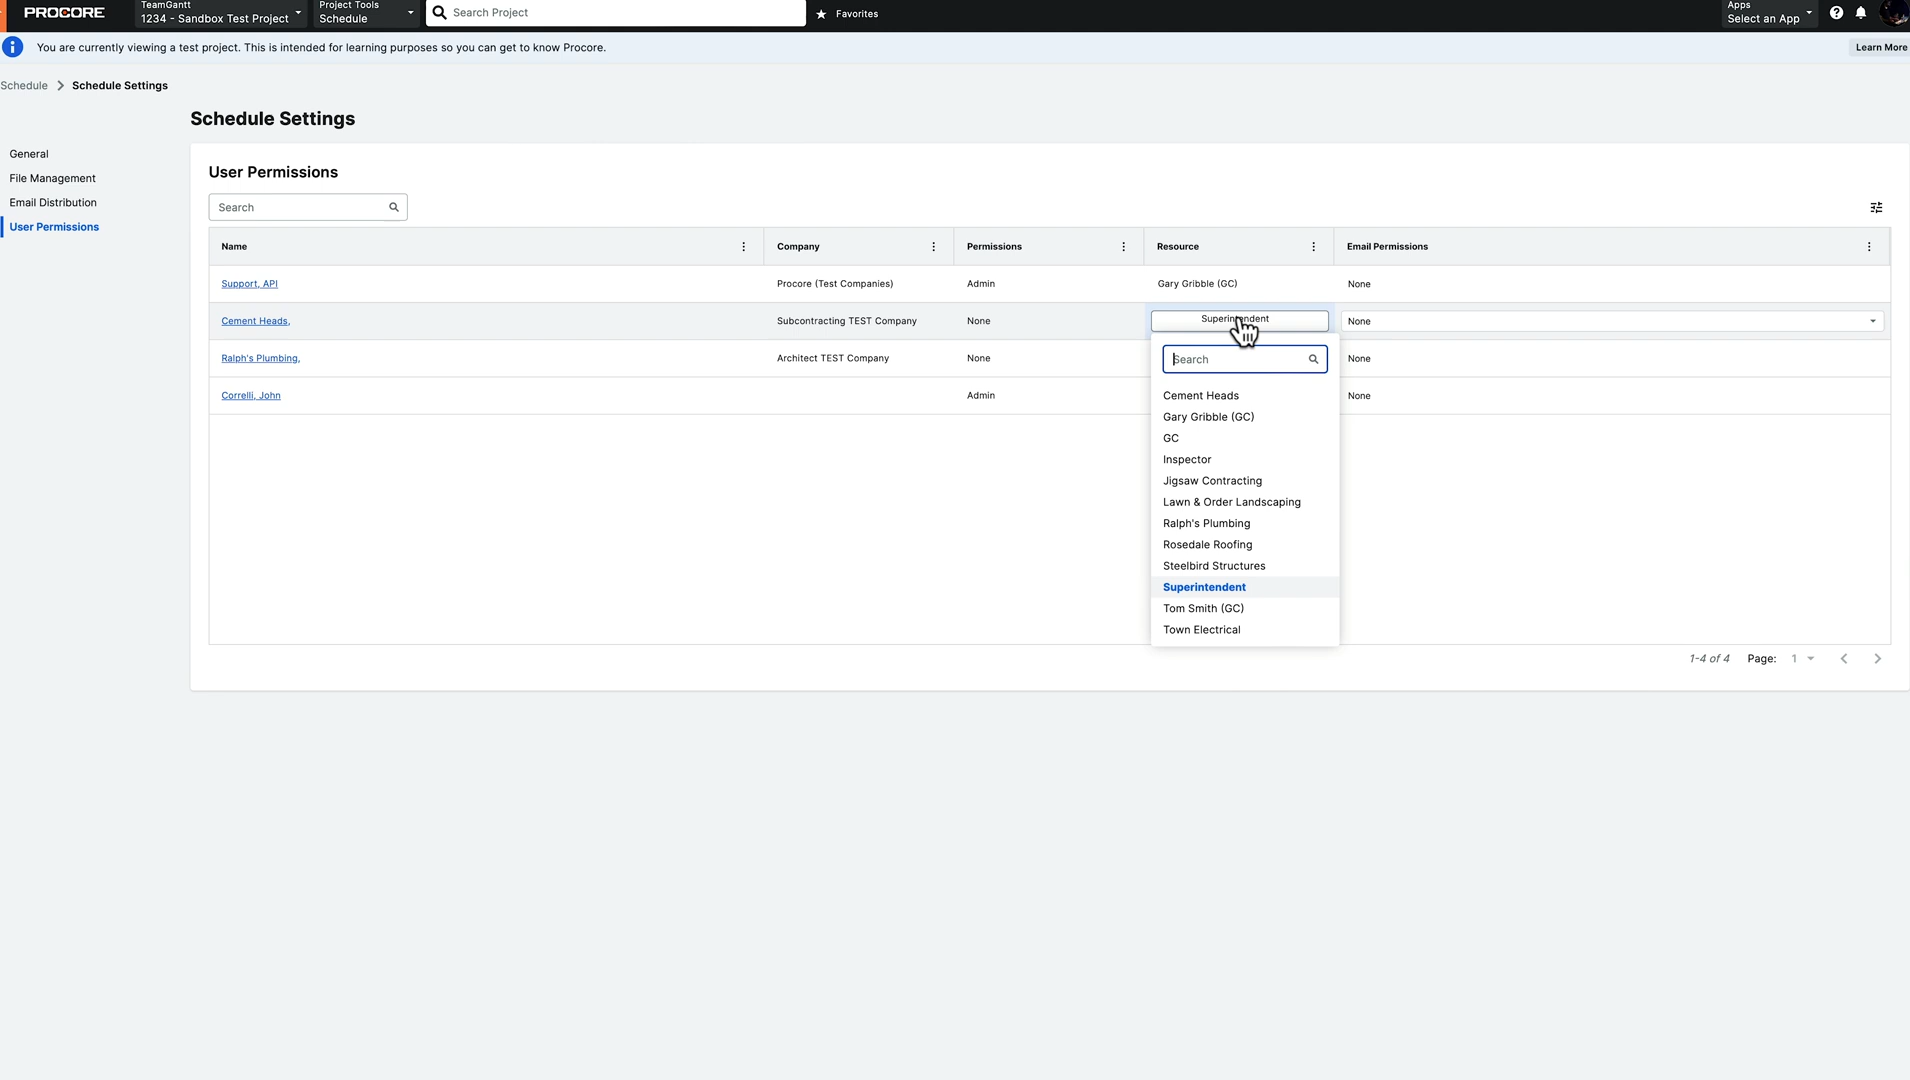 PROCORE
TeamGantt
1234 - Sandbox Test Project
Project Tools
Schedule
Search Project
Favorites
Apps
Select an App
You are currently viewing a test project. This is intended for learning purposes so you can get to know Procore.
Learn More
Schedule
Schedule Settings
Schedule Settings
General
File Management
Email Distribution
User Permissions
User Permissions
Search
Name
Company
Permissions
Resource
Email Permissions
Support, API
Procore (Test Companies)
Admin
Gary Gribble (GC)
None
Cement Heads,
Subcontracting TEST Company
None
Superintendent
None
Ralph's Plumbing,
Architect TEST Company
None
None
Correlli, John
Admin
None
Search
Cement Heads
Gary Gribble (GC)
GC
Inspector
Jigsaw Contracting
Lawn & Order Landscaping
Ralph's Plumbing
Rosedale Roofing
Steelbird Structures
Superintendent
Tom Smith (GC)
Town Electrical
1-4 of 4
Page:
1